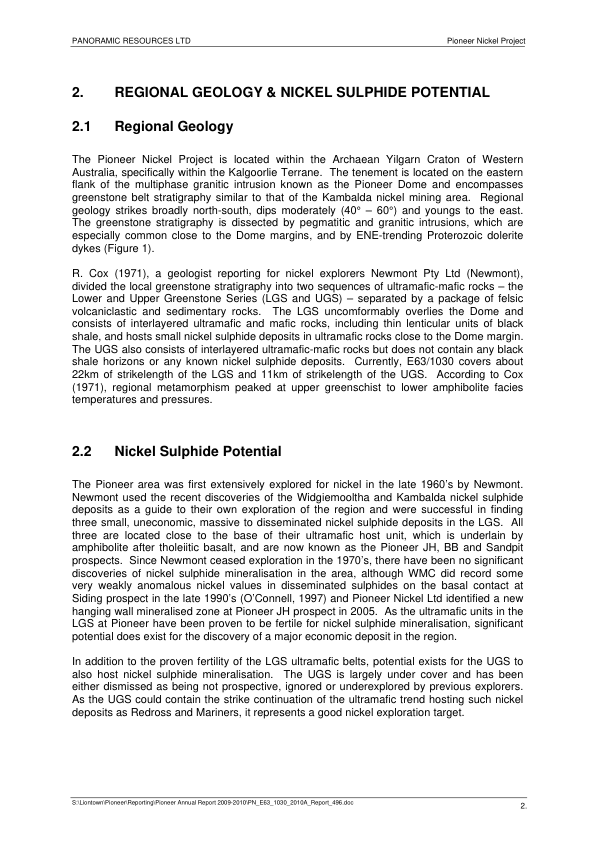 PANORAMIC RESOURCES LTD Pioneer Nickel Project
2. REGIONAL GEOLOGY & NICKEL SULPHIDE POTENTIAL
2.1 Regional Geology
The Pioneer Nickel Project is located within the Archaean Yilgarn Craton of Western
Australia, specifically within the Kalgoorlie Terrane. The tenement is located on the eastern
flank of the multiphase granitic intrusion known as the Pioneer Dome and encompasses
greenstone belt stratigraphy similar to that of the Kambalda nickel mining area. Regional
geology strikes broadly north-south, dips moderately (40° – 60°) and youngs to the east.
The greenstone stratigraphy is dissected by pegmatitic and granitic intrusions, which are
especially common close to the Dome margins, and by ENE-trending Proterozoic dolerite
dykes (Figure 1).
R. Cox (1971), a geologist reporting for nickel explorers Newmont Pty Ltd (Newmont),
divided the local greenstone stratigraphy into two sequences of ultramafic-mafic rocks – the
Lower and Upper Greenstone Series (LGS and UGS) – separated by a package of felsic
volcaniclastic and sedimentary rocks. The LGS uncomformably overlies the Dome and
consists of interlayered ultramafic and mafic rocks, including thin lenticular units of black
shale, and hosts small nickel sulphide deposits in ultramafic rocks close to the Dome margin.
The UGS also consists of interlayered ultramafic-mafic rocks but does not contain any black
shale horizons or any known nickel sulphide deposits. Currently, E63/1030 covers about
22km of strikelength of the LGS and 11km of strikelength of the UGS. According to Cox
(1971), regional metamorphism peaked at upper greenschist to lower amphibolite facies
temperatures and pressures.
2.2 Nickel Sulphide Potential
The Pioneer area was first extensively explored for nickel in the late 1960's by Newmont.
Newmont used the recent discoveries of the Widgiemooltha and Kambalda nickel sulphide
deposits as a guide to their own exploration of the region and were successful in finding
three small, uneconomic, massive to disseminated nickel sulphide deposits in the LGS. All
three are located close to the base of their ultramafic host unit, which is underlain by
amphibolite after tholeiitic basalt, and are now known as the Pioneer JH, BB and Sandpit
prospects. Since Newmont ceased exploration in the 1970's, there have been no significant
discoveries of nickel sulphide mineralisation in the area, although WMC did record some
very weakly anomalous nickel values in disseminated sulphides on the basal contact at
Siding prospect in the late 1990's (O'Connell, 1997) and Pioneer Nickel Ltd identified a new
hanging wall mineralised zone at Pioneer JH prospect in 2005. As the ultramafic units in the
LGS at Pioneer have been proven to be fertile for nickel sulphide mineralisation, significant
potential does exist for the discovery of a major economic deposit in the region.
In addition to the proven fertility of the LGS ultramafic belts, potential exists for the UGS to
also host nickel sulphide mineralisation. The UGS is largely under cover and has been
either dismissed as being not prospective, ignored or underexplored by previous explorers.
As the UGS could contain the strike continuation of the ultramafic trend hosting such nickel
deposits as Redross and Mariners, it represents a good nickel exploration target.
S:\Liontown\Pioneer\Reporting\Pioneer Annual Report 2009-2010\PN_E63_1030_2010A_Report_496.doc 2.